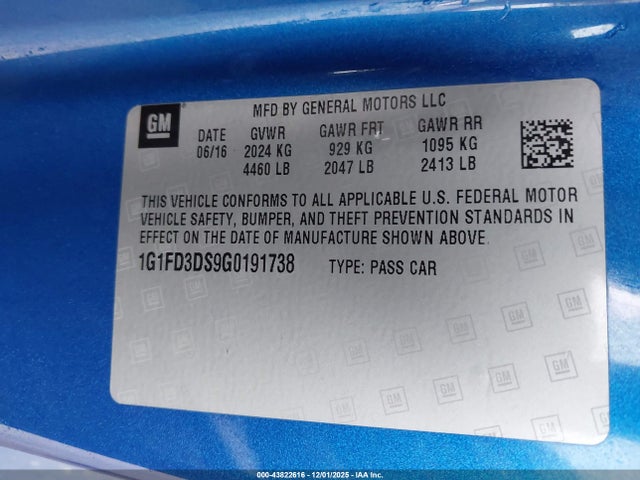 MFD BY GENERAL MOTORS LLC
GM
DATE GVWR GAWR FRT GAWR RR
06/16 2024 KG 929 KG 1095 KG
4460 LB 2047 LB 2413 LB
THIS VEHICLE CONFORMS TO ALL APPLICABLE U.S. FEDERAL MOTOR
VEHICLE SAFETY, BUMPER, AND THEFT PREVENTION STANDARDS IN
EFFECT ON THE DATE OF MANUFACTURE SHOWN ABOVE.
1G1FD3DS9G0191738 TYPE: PASS CAR
000-43822616 - 12/01/2025 - IAAI.COM